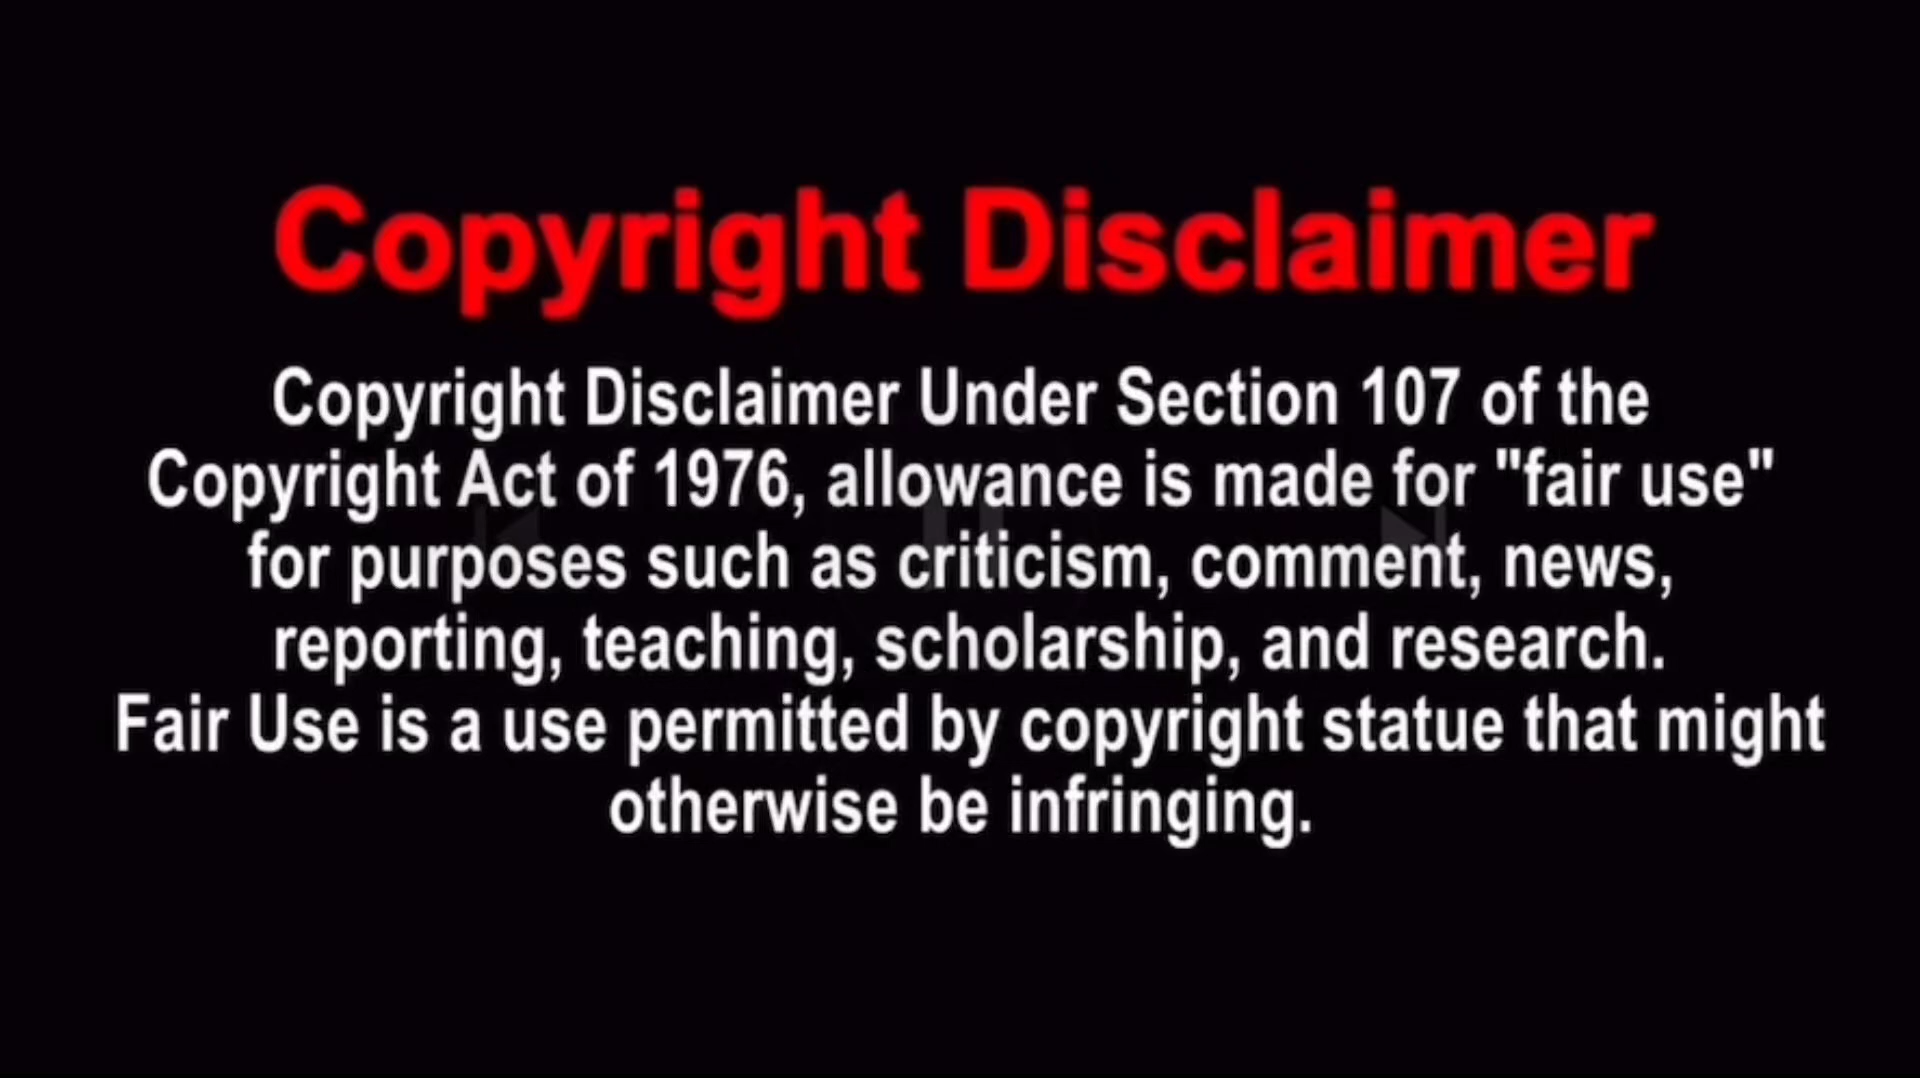 Copyright Disclaimer
Copyright Disclaimer Under Section 107 of the
Copyright Act of 1976, allowance is made for "fair use"
for purposes such as criticism, comment, news,
reporting, teaching, scholarship, and research.
Fair Use is a use permitted by copyright statue that might
otherwise be infringing.